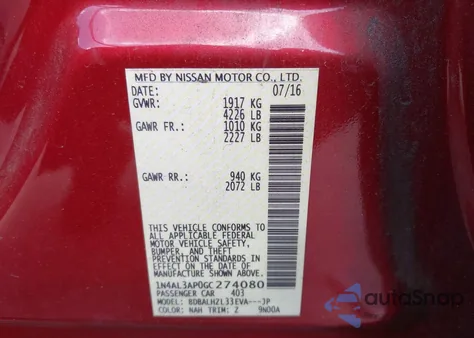 MFD BY NISSAN MOTOR CO., LTD.
DATE: 07/16
GVWR: 1917 KG
4226 LB
GAWR FR.: 1010 KG
2227 LB
GAWR RR.: 940 KG
2072 LB
THIS VEHICLE CONFORMS TO
ALL APPLICABLE FEDERAL
MOTOR VEHICLE SAFETY,
BUMPER, AND THEFT
PREVENTION STANDARDS IN
EFFECT ON THE DATE OF
MANUFACTURE SHOWN ABOVE.
1N4AL3AP0GC274080
PASSENGER CAR 403
MODEL: BDBALHZL33EVA---JP
COLOR: NAH TRIM: Z 9N00A
autoSnap